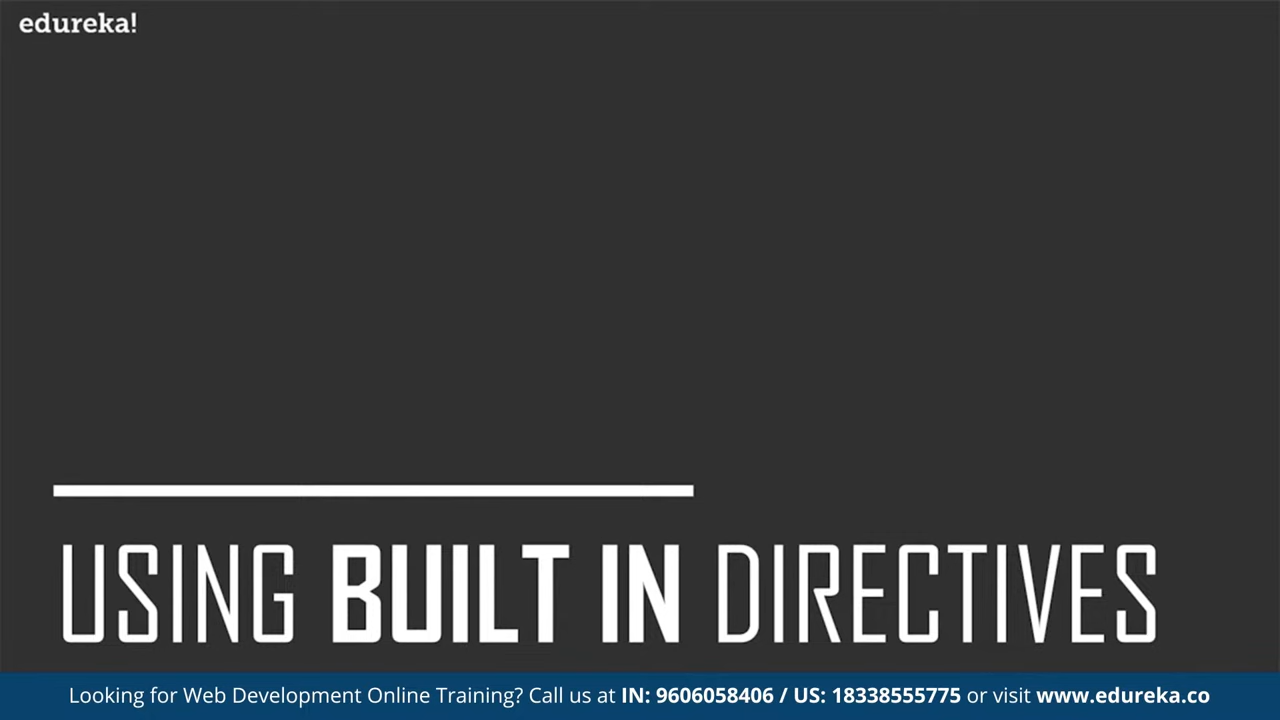 edureka!
USING BUILT IN DIRECTIVES
Looking for Web Development Online Training? Call us at IN: 9606058406 / US: 18338555775 or visit www.edureka.co